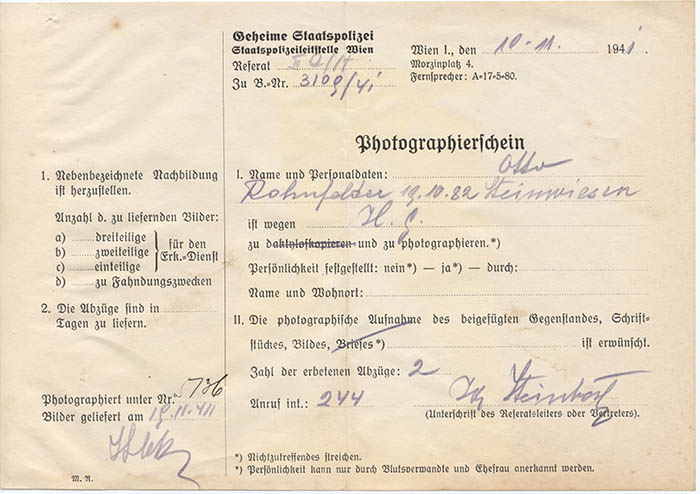 Geheime Staatspolizei
Staatspolizeileitstelle Wien
Referat
Zu B.=Nr. 3109/41
Wien I., den 10-11. 1941.
Morzinplatz 4.
Fernsprecher: A=17=5=80.
Photographierschein
1. Nebenbezeichnete Nachbildung
ist herzustellen.
Anzahl d. zu liefernden Bilder:
a) dreiteilige
b) zweiteilige
c) einteilige
für den
Erk.=Dienst
d) zu Fahndungszwecken
2. Die Abzüge sind in
Tagen zu liefern.
Photographiert unter Nr.
Bilder geliefert am 19.11.41
M. R.
I. Name und Personaldaten: Otto
Rohnfelder 19.10.82 Steinwiesen
ist wegen H.
zu daktyloskopieren und zu photographieren.*)
Persönlichkeit festgestellt: nein*) — ja*) — durch:
Name und Wohnort:
II. Die photographische Aufnahme des beigefügten Gegenstandes, Schrift=
stückes, Bildes, Briefes*) ist erwünscht.
Zahl der erbetenen Abzüge: 2
Anruf int.: 244
(Unterschrift des Referatsleiters oder Vertreters).
*) Nichtzutreffendes streichen.
*) Persönlichkeit kann nur durch Blutsverwandte und Ehefrau anerkannt werden.